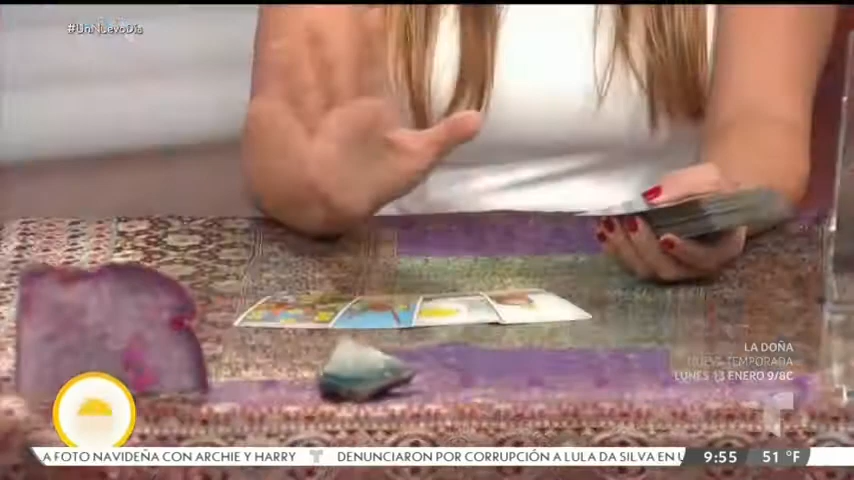 #UnNuevoDía
LA DOÑA
NUEVA TEMPORADA
LUNES 13 ENERO 9/8C
A FOTO NAVIDEÑA CON ARCHIE Y HARRY
DENUNCIARON POR CORRUPCIÓN A LULA DA SILVA EN
9:55
51 °F